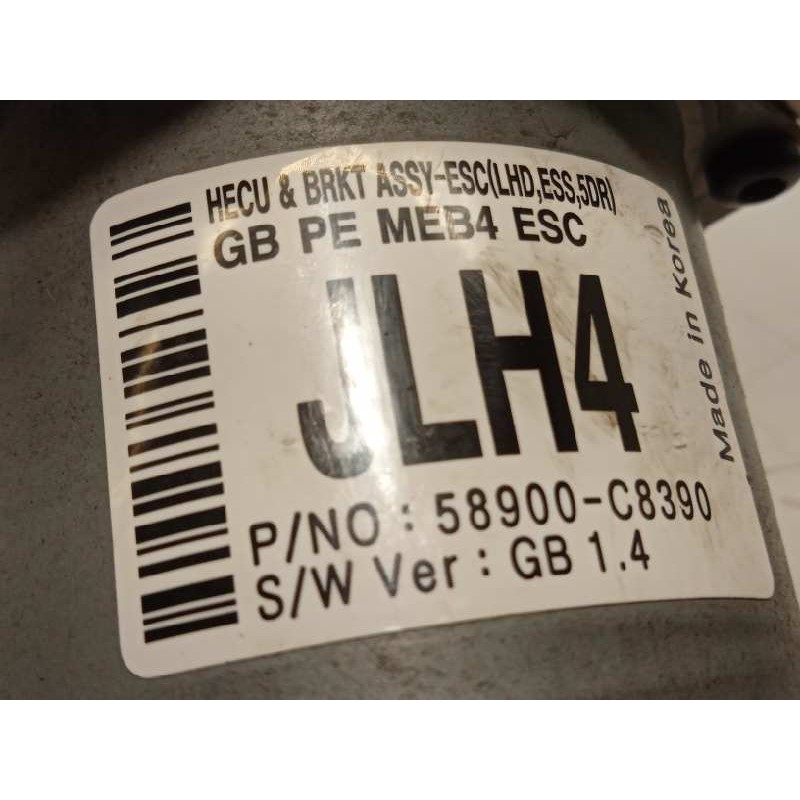 HECU & BRKT ASSY-ESC(LHD,ESS,5DR)
GB PE MEB4 ESC
JLH4
P/NO : 58900-C8390
S/W Ver : GB 1.4
Made in Korea